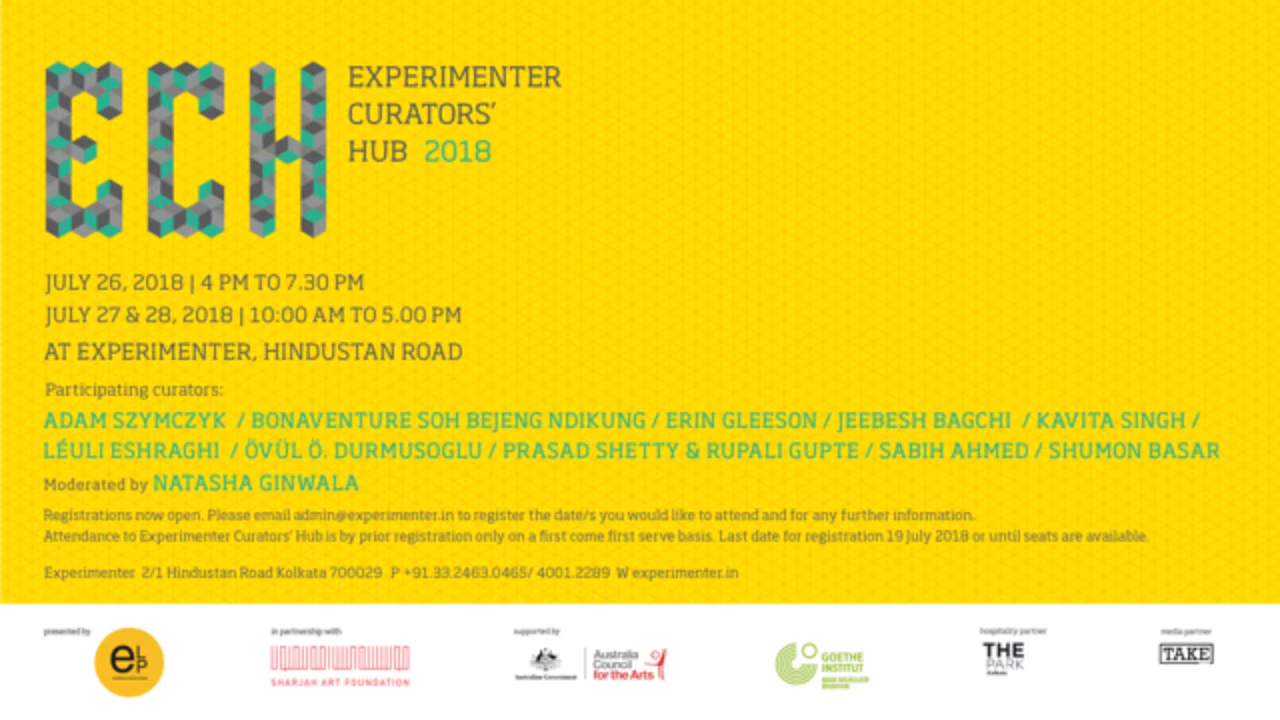 ECH
EXPERIMENTER
CURATORS’
HUB 2018
JULY 26, 2018 | 4 PM TO 7.30 PM
JULY 27 & 28, 2018 | 10:00 AM TO 5.00 PM
AT EXPERIMENTER, HINDUSTAN ROAD
Participating curators:
ADAM SZYMCZYK / BONAVENTURE SOH BEJENG NDIKUNG / ERIN GLEESON / JEEBESH BAGCHI / KAVITA SINGH /
LÉULI ESHRAGHI / ÖVÜL Ö. DURMUSOGLU / PRASAD SHETTY & RUPALI GUPTE / SABIH AHMED / SHUMON BASAR
Moderated by NATASHA GINWALA
Registrations now open. Please email admin@experimenter.in to register the date/s you would like to attend and for any further information.
Attendance to Experimenter Curators’ Hub is by prior registration only on a first come first serve basis. Last date for registration 19 July 2018 or until seats are available.
Experimenter 2/1 Hindustan Road Kolkata 700029 P +91.33.2463.0465/ 4001.2289 W experimenter.in
presented by
eLP
in partnership with
SHARJAH ART FOUNDATION
supported by
Australian Government
Australia
Council
for the Arts
GOETHE
INSTITUT
MAX MUELLER
BHAVAN
hospitality partner
THE
PARK
Kolkata
media partner
TAKE